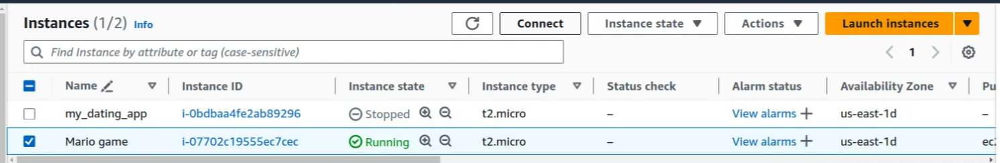 Instances (1/2) Info Connect Instance state Actions Launch instances
Find Instance by attribute or tag (case-sensitive) 1
Name Instance ID Instance state Instance type Status check Alarm status Availability Zone Pu
my_dating_app i-0bdbaa4fe2ab89296 Stopped t2.micro – View alarms + us-east-1d –
Mario game i-07702c19555ec7cec Running t2.micro – View alarms + us-east-1d ec2